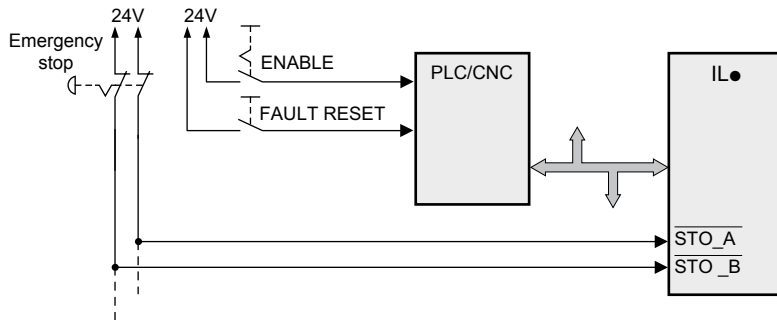 24V
24V
Emergency
stop
ENABLE
FAULT RESET
PLC/CNC
IL●
STO_A
STO _B